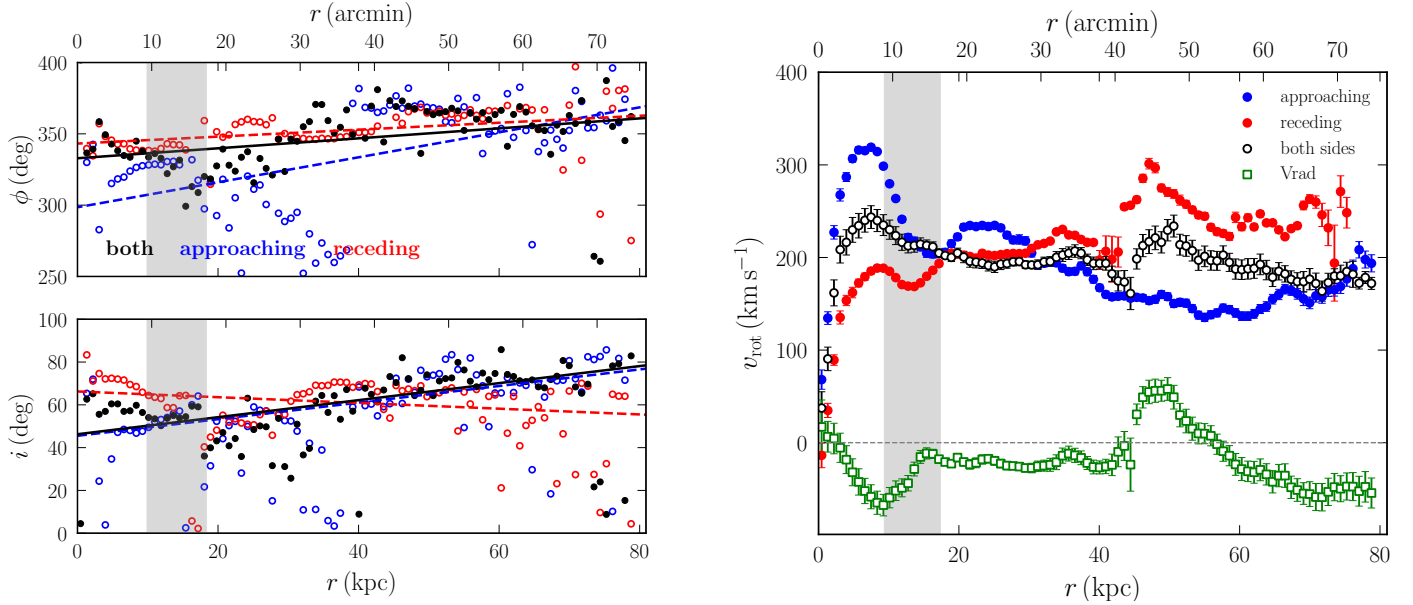 r (arcmin)
0 10 20 30 40 50 60 70
400
350
300
250
ϕ (deg)
both approaching receding
100
80
60
40
20
0
i (deg)
0 20 40 60 80
r (kpc)
r (arcmin)
0 10 20 30 40 50 60 70
400
300
200
100
0
v_rot (km s⁻¹)
approaching
receding
both sides
Vrad
0 20 40 60 80
r (kpc)